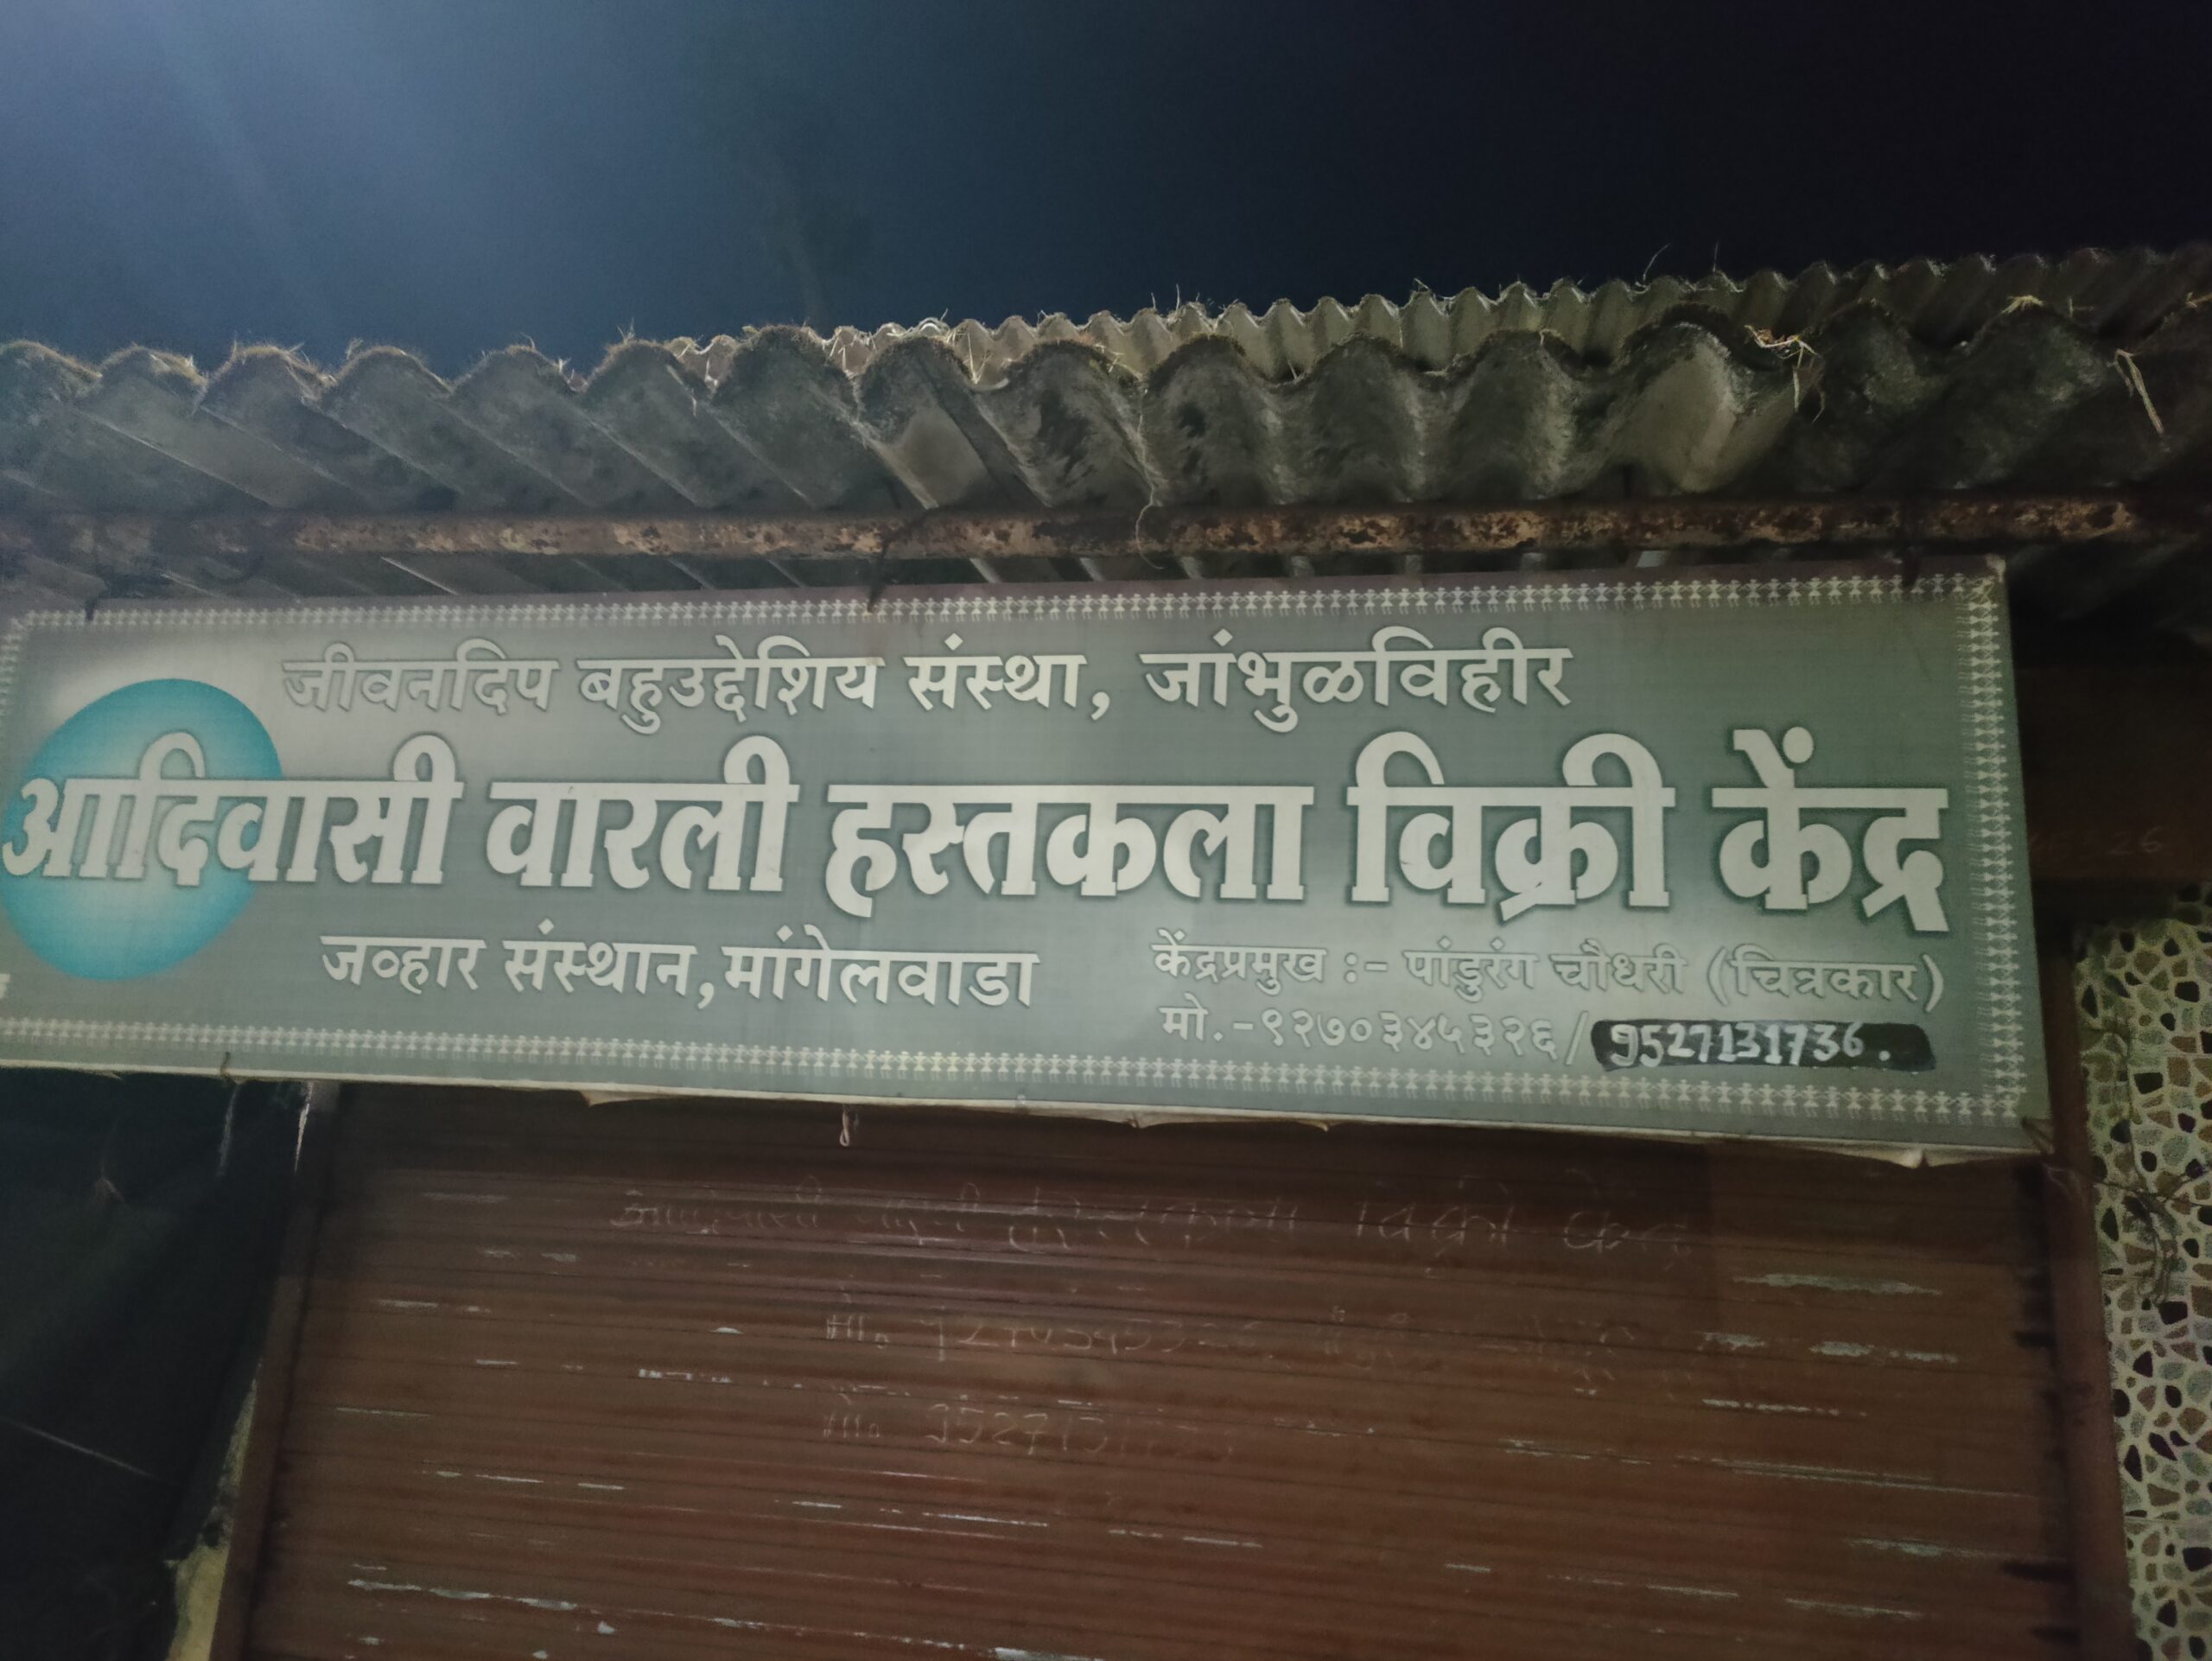 जीवनदिप बहुउद्देशिय संस्था, जांभुळविहीर
आदिवासी वारली हस्तकला विक्री केंद्र
जव्हार संस्थान, मांगेलवाडा
केंद्रप्रमुख :- पांडुरंग चौधरी (चित्रकार)
मो.-९२७०३४५३२६/9527131736.
विक्री